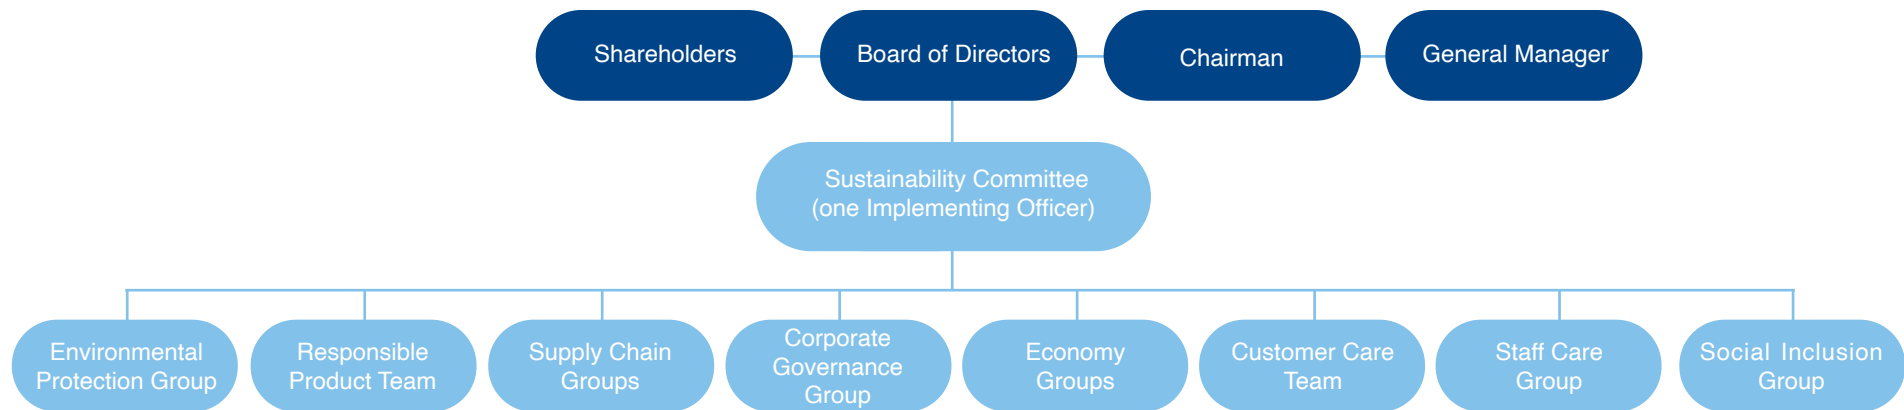 Shareholders
Board of Directors
Chairman
General Manager
Sustainability Committee
(one Implementing Officer)
Environmental
Protection Group
Responsible
Product Team
Supply Chain
Groups
Corporate
Governance
Group
Economy
Groups
Customer Care
Team
Staff Care
Group
Social Inclusion
Group